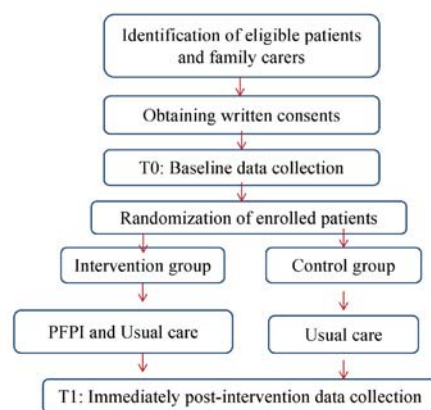 Identification of eligible patients
and family carers
Obtaining written consents
T0: Baseline data collection
Randomization of enrolled patients
Intervention group
Control group
PFPI and Usual care
Usual care
T1: Immediately post-intervention data collection